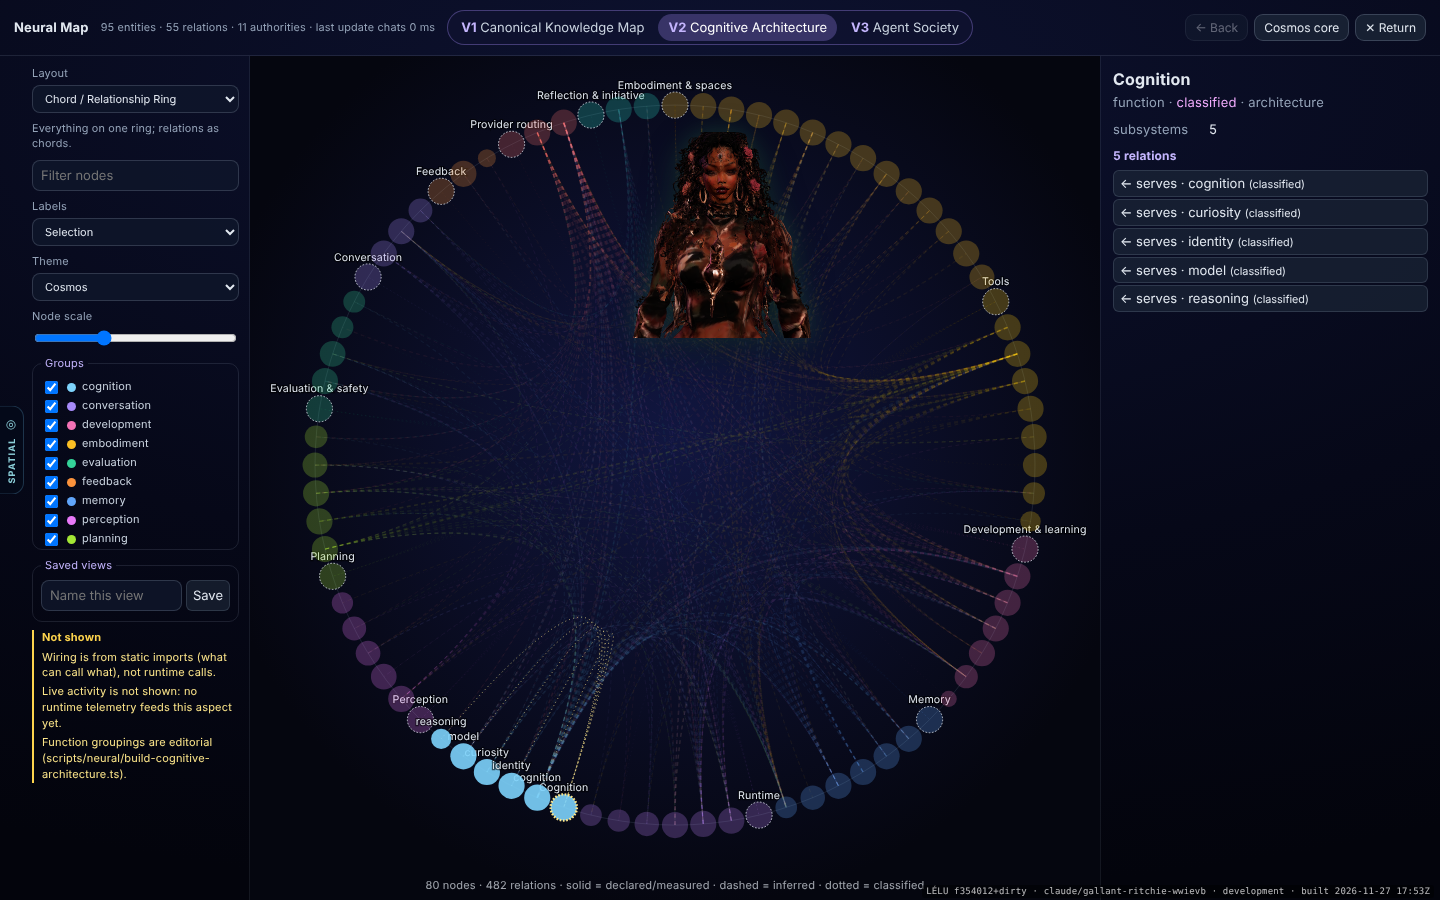 Neural Map
95 entities · 55 relations · 11 authorities · last update chats 0 ms
V1 Canonical Knowledge Map
V2 Cognitive Architecture
V3 Agent Society
← Back
Cosmos core
✕ Return
Layout
Chord / Relationship Ring
Everything on one ring; relations as
chords.
Filter nodes
Labels
Selection
Theme
Cosmos
Node scale
Groups
cognition
conversation
development
embodiment
evaluation
feedback
memory
perception
planning
Saved views
Name this view
Save
Not shown
Wiring is from static imports (what
can call what), not runtime calls.
Live activity is not shown: no
runtime telemetry feeds this aspect
yet.
Function groupings are editorial
(scripts/neural/build-cognitive-
architecture.ts).
SPATIAL ◎
Embodiment & spaces
Reflection & initiative
Provider routing
Feedback
Conversation
Tools
Evaluation & safety
Development & learning
Planning
Perception
Memory
reasoning
model
curiosity
identity
cognition
Cognition
Runtime
80 nodes · 482 relations · solid = declared/measured · dashed = inferred · dotted = classified
Cognition
function · classified · architecture
subsystems 5
5 relations
← serves · cognition (classified)
← serves · curiosity (classified)
← serves · identity (classified)
← serves · model (classified)
← serves · reasoning (classified)
LÉLU f354012+dirty · claude/gallant-ritchie-wwievb · development · built 2026-11-27 17:53Z